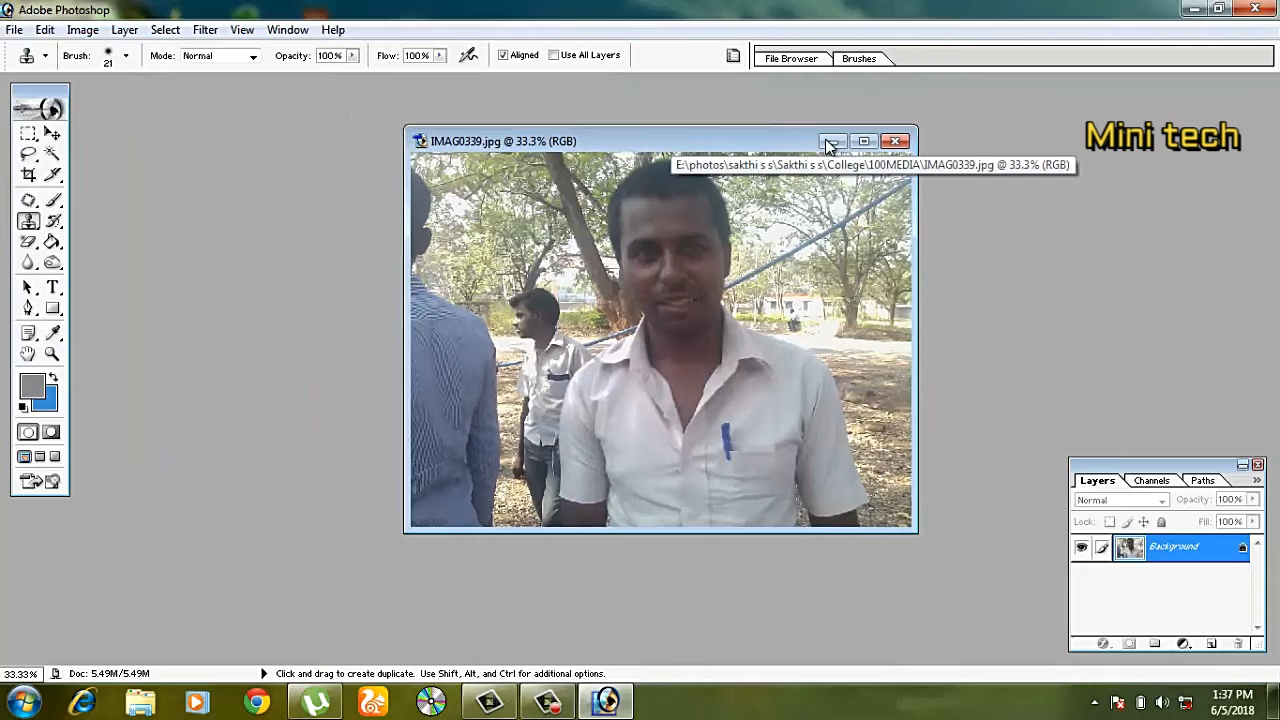 Adobe Photoshop
File Edit Image Layer Select Filter View Window Help
Brush: 21 Mode: Normal Opacity: 100% Flow: 100% Aligned Use All Layers File Browser Brushes
Mini tech
IMAG0339.jpg @ 33.3% (RGB)
E:\photos\sakthi s s\Sakthi s s\College\100MEDIA\IMAG0339.jpg @ 33.3% (RGB)
Layers Channels Paths
Normal Opacity: 100%
Lock: Fill: 100%
Background
33.33% Doc: 5.49M/5.49M Click and drag to create duplicate. Use Shift, Alt, and Ctrl for additional options.
1:37 PM
6/5/2018